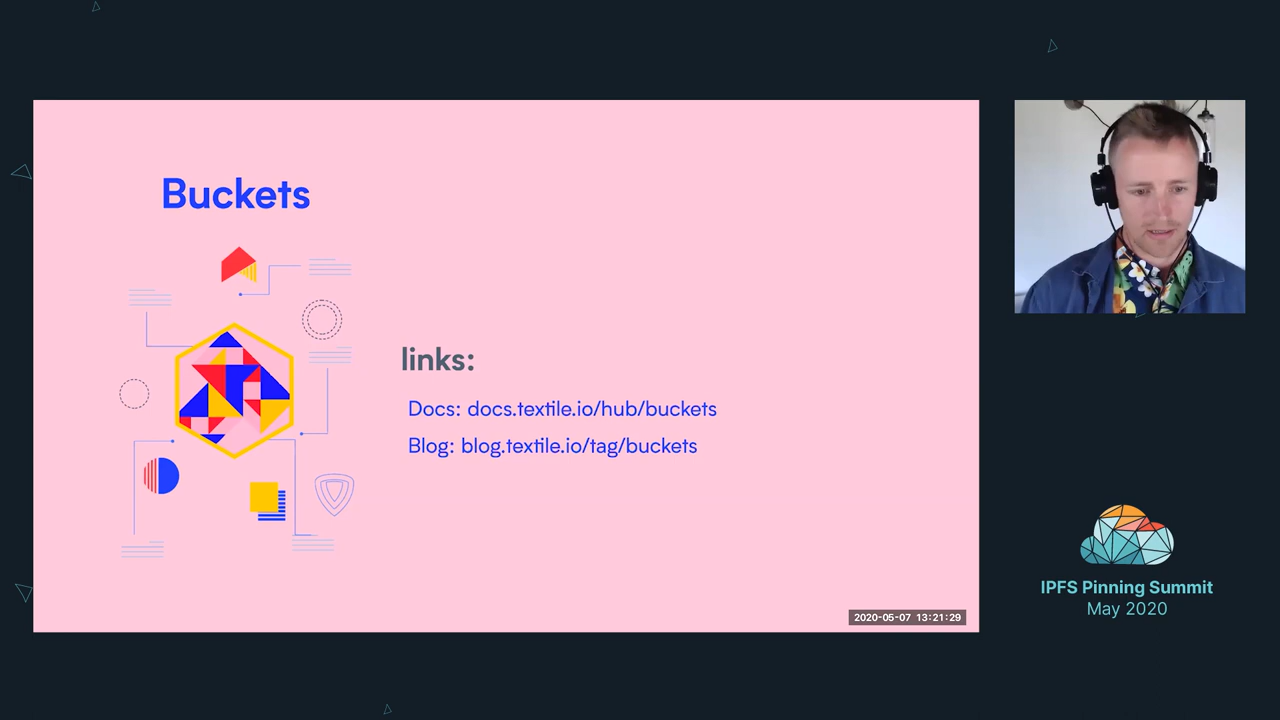 Buckets
links:
Docs: docs.textile.io/hub/buckets
Blog: blog.textile.io/tag/buckets
2020-05-07 13:21:29
IPFS Pinning Summit
May 2020